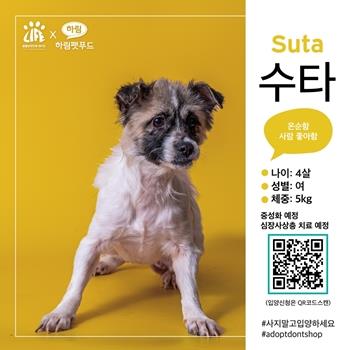 LIFE
X
하림
하림펫푸드
Suta
수타
온순함
사람 좋아함
나이: 4살
성별: 여
체중: 5kg
중성화 예정
심장사상충 치료 예정
(입양신청은 QR코드스캔)
#사지말고입양하세요
#adoptdontshop